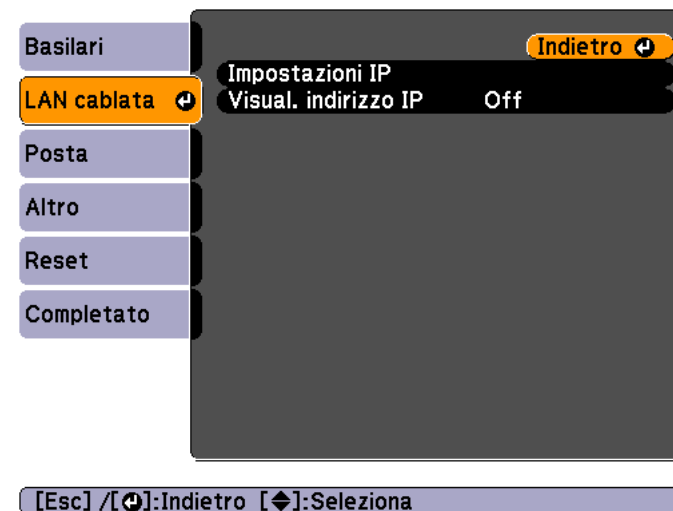 Basilari
LAN cablata
Posta
Altro
Reset
Completato
Indietro
Impostazioni IP
Visual. indirizzo IP Off
[Esc] /[⏎]:Indietro [◆]:Seleziona